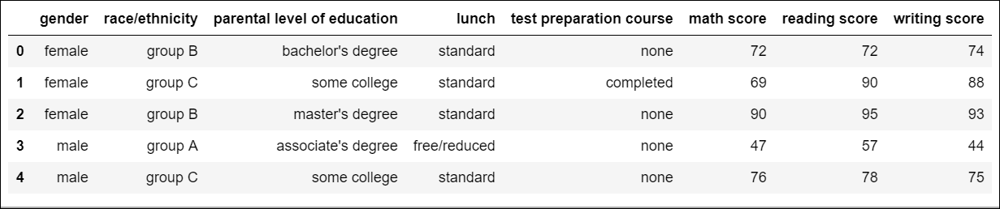 gender race/ethnicity parental level of education lunch test preparation course math score reading score writing score
0 female group B bachelor's degree standard none 72 72 74
1 female group C some college standard completed 69 90 88
2 female group B master's degree standard none 90 95 93
3 male group A associate's degree free/reduced none 47 57 44
4 male group C some college standard none 76 78 75